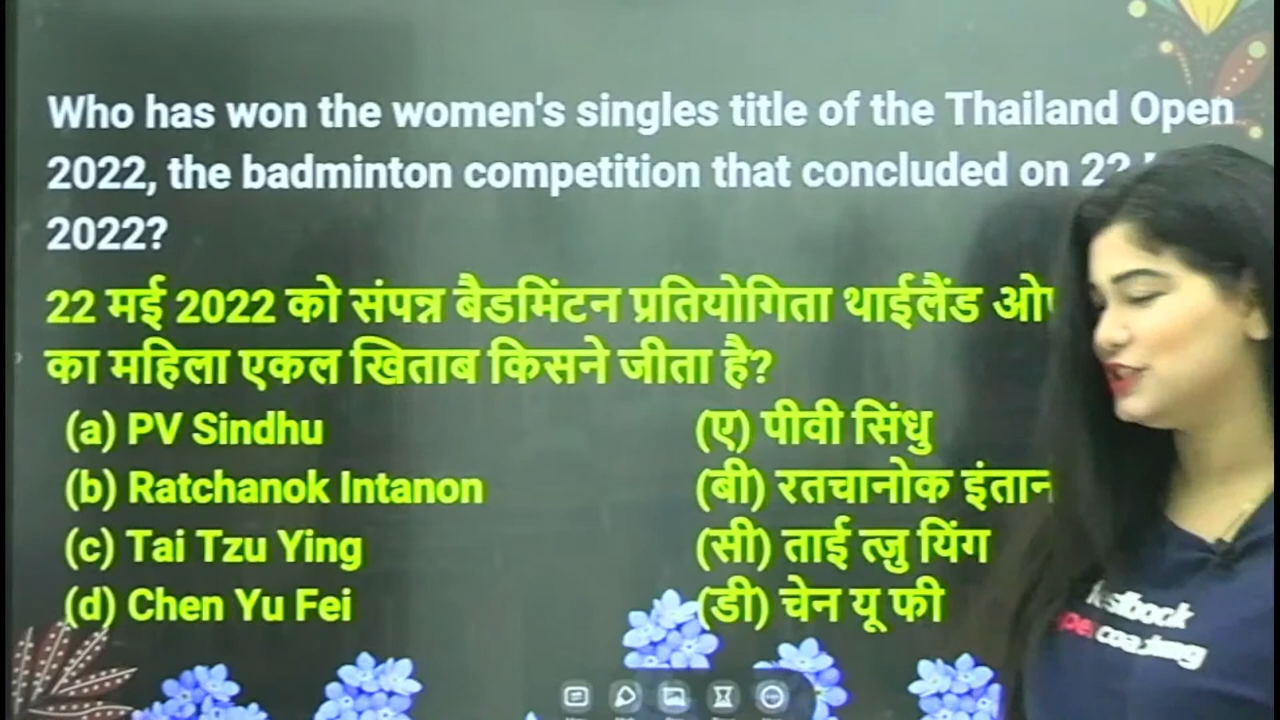 Who has won the women's singles title of the Thailand Open
2022, the badminton competition that concluded on 22
2022?
22 मई 2022 को संपन्न बैडमिंटन प्रतियोगिता थाईलैंड
का महिला एकल खिताब किसने जीता है?
(a) PV Sindhu
(ए) पीवी सिंधु
(b) Ratchanok Intanon
(बी) रतचानोक
(c) Tai Tzu Ying
(सी) ताई त्ज़ु यिंग
(d) Chen Yu Fei
(डी) चेन यू फी
coaching